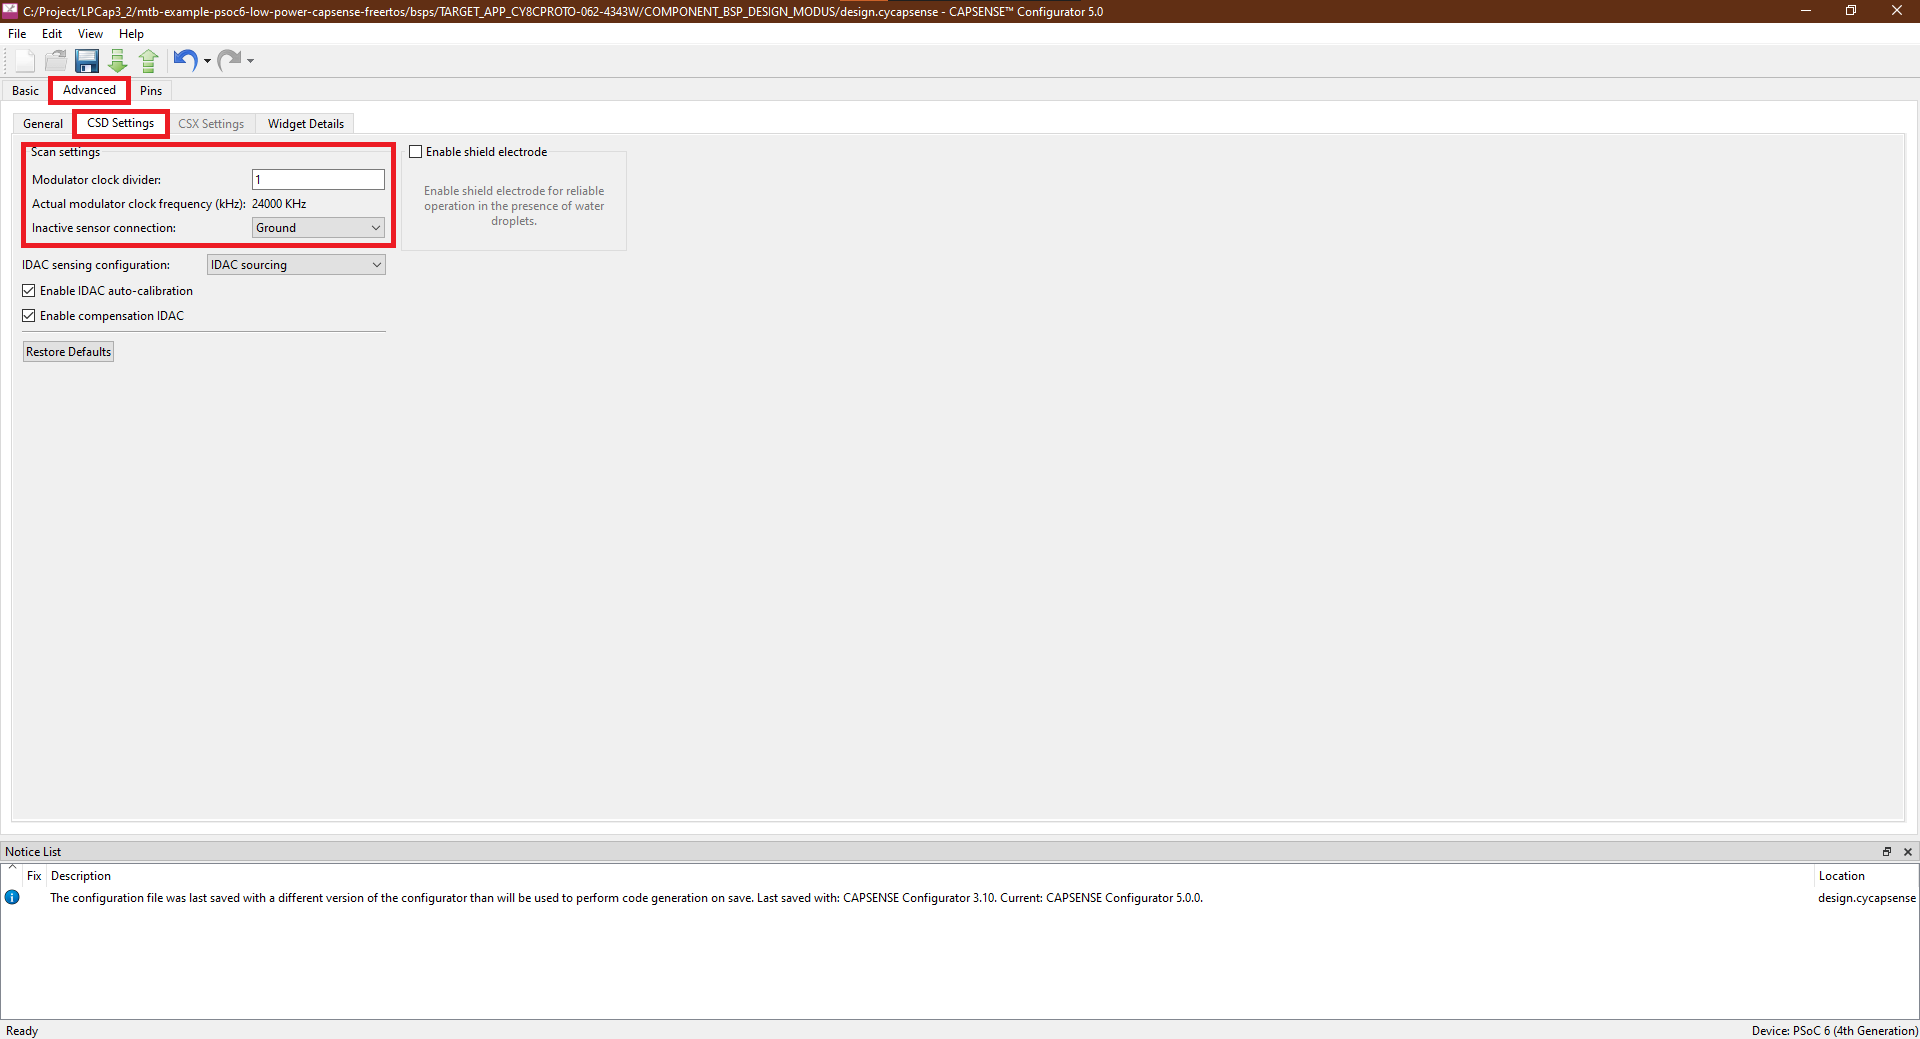 C:/Project/LPCap3_2/mtb-example-psoc6-low-power-capsense-freertos/bsps/TARGET_APP_CY8CPROTO-062-4343W/COMPONENT_BSP_DESIGN_MODUS/design.cycapsense - CAPSENSE™ Configurator 5.0
File Edit View Help
Basic Advanced Pins
General CSD Settings CSX Settings Widget Details
Scan settings
Modulator clock divider: 1
Actual modulator clock frequency (kHz): 24000 KHz
Inactive sensor connection: Ground
Enable shield electrode
Enable shield electrode for reliable
operation in the presence of water
droplets.
IDAC sensing configuration: IDAC sourcing
Enable IDAC auto-calibration
Enable compensation IDAC
Restore Defaults
Notice List
Fix Description Location
The configuration file was last saved with a different version of the configurator than will be used to perform code generation on save. Last saved with: CAPSENSE Configurator 3.10. Current: CAPSENSE Configurator 5.0.0. design.cycapsense
Ready Device: PSoC 6 (4th Generation)